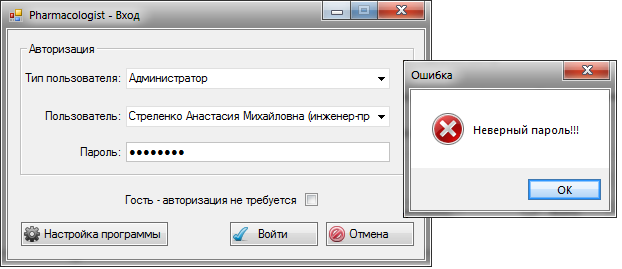 Pharmacologist - Вход
Авторизация
Тип пользователя: Администратор
Пользователь: Стреленко Анастасия Михайловна (инженер-пр
Пароль: ●●●●●●●●
Гость - авторизация не требуется
Настройка программы Войти Отмена
Ошибка
Неверный пароль!!!
OK